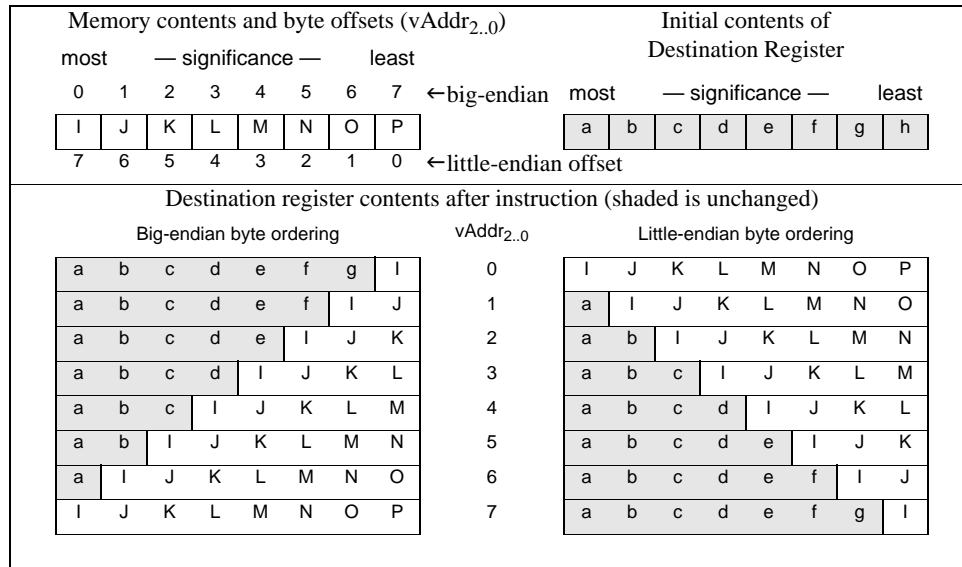 Memory contents and byte offsets (vAddr2..0)
Initial contents of
Destination Register
most — significance — least
0 1 2 3 4 5 6 7 ←big-endian
most — significance — least
I J K L M N O P
a b c d e f g h
7 6 5 4 3 2 1 0 ←little-endian offset
Destination register contents after instruction (shaded is unchanged)
Big-endian byte ordering vAddr2..0 Little-endian byte ordering
a b c d e f g I 0 I J K L M N O P
a b c d e f I J 1 a I J K L M N O
a b c d e I J K 2 a b I J K L M N
a b c d I J K L 3 a b c I J K L M
a b c I J K L M 4 a b c d I J K L
a b I J K L M N 5 a b c d e I J K
a I J K L M N O 6 a b c d e f I J
I J K L M N O P 7 a b c d e f g I